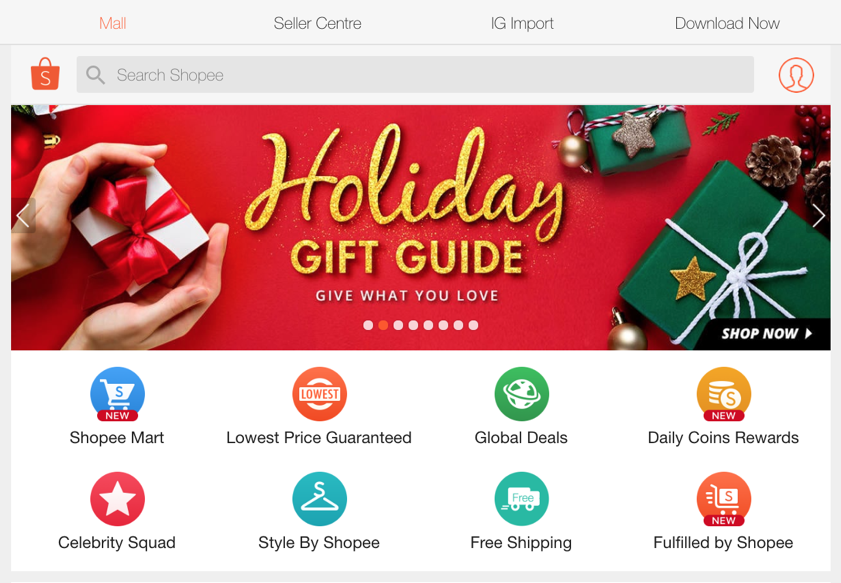 Mall
Seller Centre
IG Import
Download Now
S
Search Shopee
Holiday
GIFT GUIDE
GIVE WHAT YOU LOVE
SHOP NOW
S
NEW
LOWEST
S
NEW
Shopee Mart
Lowest Price Guaranteed
Global Deals
Daily Coins Rewards
S
Free
S
NEW
Celebrity Squad
Style By Shopee
Free Shipping
Fulfilled by Shopee